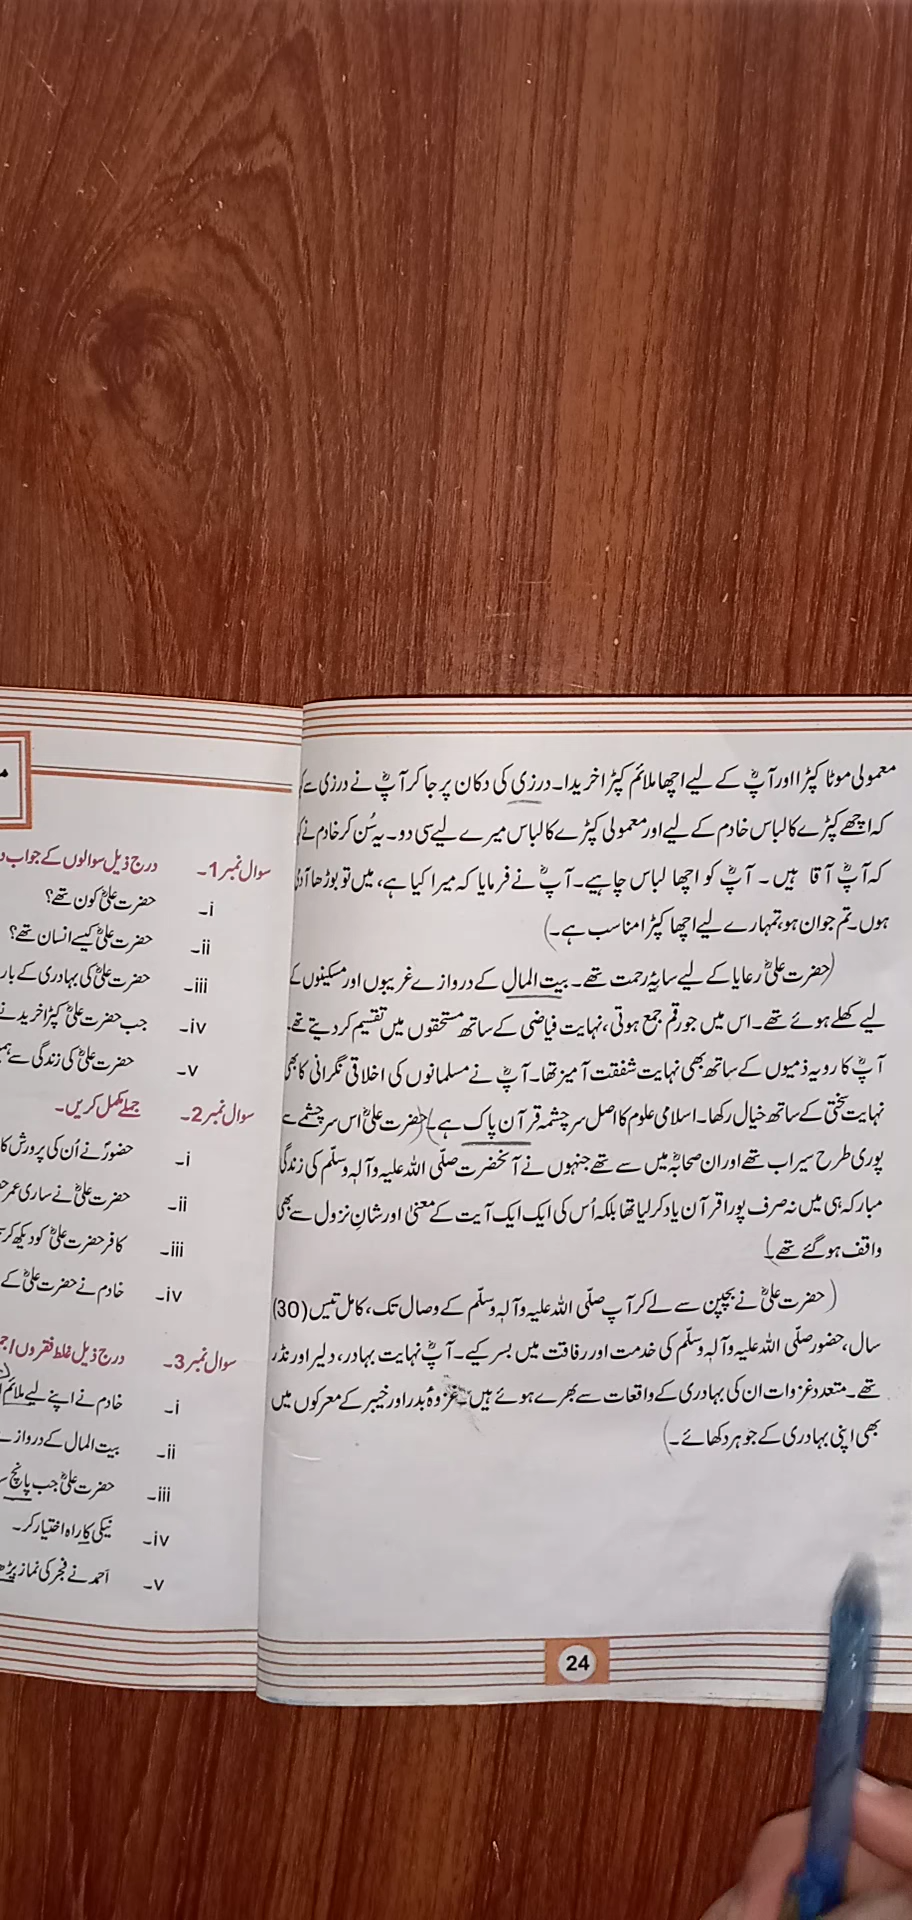 معمولی موٹا کپڑا اور آپؓ کے لیے اچھا ملائم کپڑا خریدا۔ درزی کی دکان پر جا کر آپؓ نے درزی سے
کہ اچھے کپڑے کا لباس خادم کے لیے اور معمولی کپڑے کا لباس میرے لیے سی دو۔ یہ سُن کر خادم نے
کہ آپؓ آقا ہیں۔ آپؓ کو اچھا لباس چاہیے۔ آپؓ نے فرمایا کہ میرا کیا ہے، میں تو بوڑھا
ہوں۔ تم جوان ہو، تمہارے لیے اچھا کپڑا مناسب ہے۔)
(حضرت علیؓ رعایا کے لیے سایۂ رحمت تھے۔ بیت المال کے دروازے غریبوں اور مسکینوں کے
لیے کھلے ہوئے تھے۔ اس میں جو رقم جمع ہوتی، نہایت فیاضی کے ساتھ مستحقوں میں تقسیم کر دیتے تھے۔
آپؓ کا رویہ ذمیوں کے ساتھ بھی نہایت شفقت آمیز تھا۔ آپؓ نے مسلمانوں کی اخلاقی نگرانی کا بھی
نہایت سختی کے ساتھ خیال رکھا۔ اسلامی علوم کا اصل سرچشمہ قرآن پاک ہے۔)(حضرت علیؓ اس سرچشمے سے
پوری طرح سیراب تھے اور ان صحابہؓ میں سے تھے جنہوں نے آنحضرت صلّی اللہ علیہ وآلہٖ وسلّم کی زندگی
مبارکہ ہی میں نہ صرف پورا قرآن یاد کر لیا تھا بلکہ اُس کی ایک ایک آیت کے معنیٰ اور شانِ نزول سے بھی
واقف ہو گئے تھے۔)
(حضرت علیؓ نے بچپن سے لے کر آپ صلّی اللہ علیہ وآلہٖ وسلّم کے وصال تک، کامل تیس (30)
سال، حضور صلّی اللہ علیہ وآلہٖ وسلّم کی خدمت اور رفاقت میں بسر کیے۔ آپؓ نہایت بہادر، دلیر اور نڈر
تھے۔ متعدد غزوات ان کی بہادری کے واقعات سے بھرے ہوئے ہیں۔ غزوۂ بدر اور خیبر کے معرکوں میں
بھی اپنی بہادری کے جوہر دکھائے۔)
24
سوال نمبر 1۔ درج ذیل سوالوں کے جواب
i۔ حضرت علیؓ کون تھے؟
ii۔ حضرت علیؓ کیسے انسان تھے؟
iii۔ حضرت علیؓ کی بہادری کے
iv۔ جب حضرت علیؓ کپڑا خریدنے
v۔ حضرت علیؓ کی زندگی سے
سوال نمبر 2۔ جملے مکمل کریں۔
i۔ حضورؐ نے اُن کی پرورش کا
ii۔ حضرت علیؓ نے ساری عمر
iii۔ کافر حضرت علیؓ کو دیکھ کر
iv۔ خادم نے حضرت علیؓ کے
سوال نمبر 3۔ درج ذیل غلط فقروں
i۔ خادم نے اپنے لیے ملائم
ii۔ بیت المال کے
iii۔ حضرت علیؓ جب پانچ
iv۔ نیکی کا راہ اختیار کر۔
v۔ احمد نے فجر کی نماز